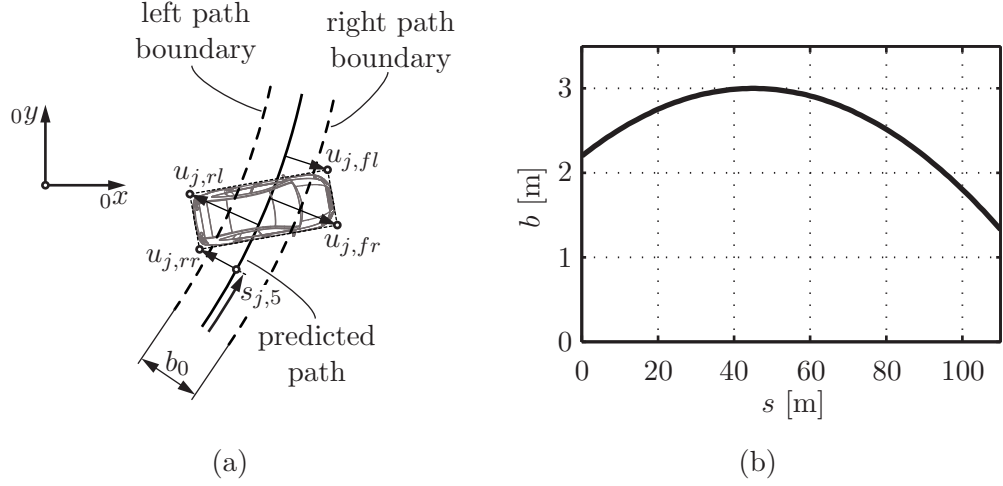 left path
boundary
right path
boundary
₀y
₀x
u_{j,fl}
u_{j,rl}
u_{j,fr}
u_{j,rr}
s_{j,5}
predicted
path
b₀
(a)
3
2
1
0
b [m]
0 20 40 60 80 100
s [m]
(b)